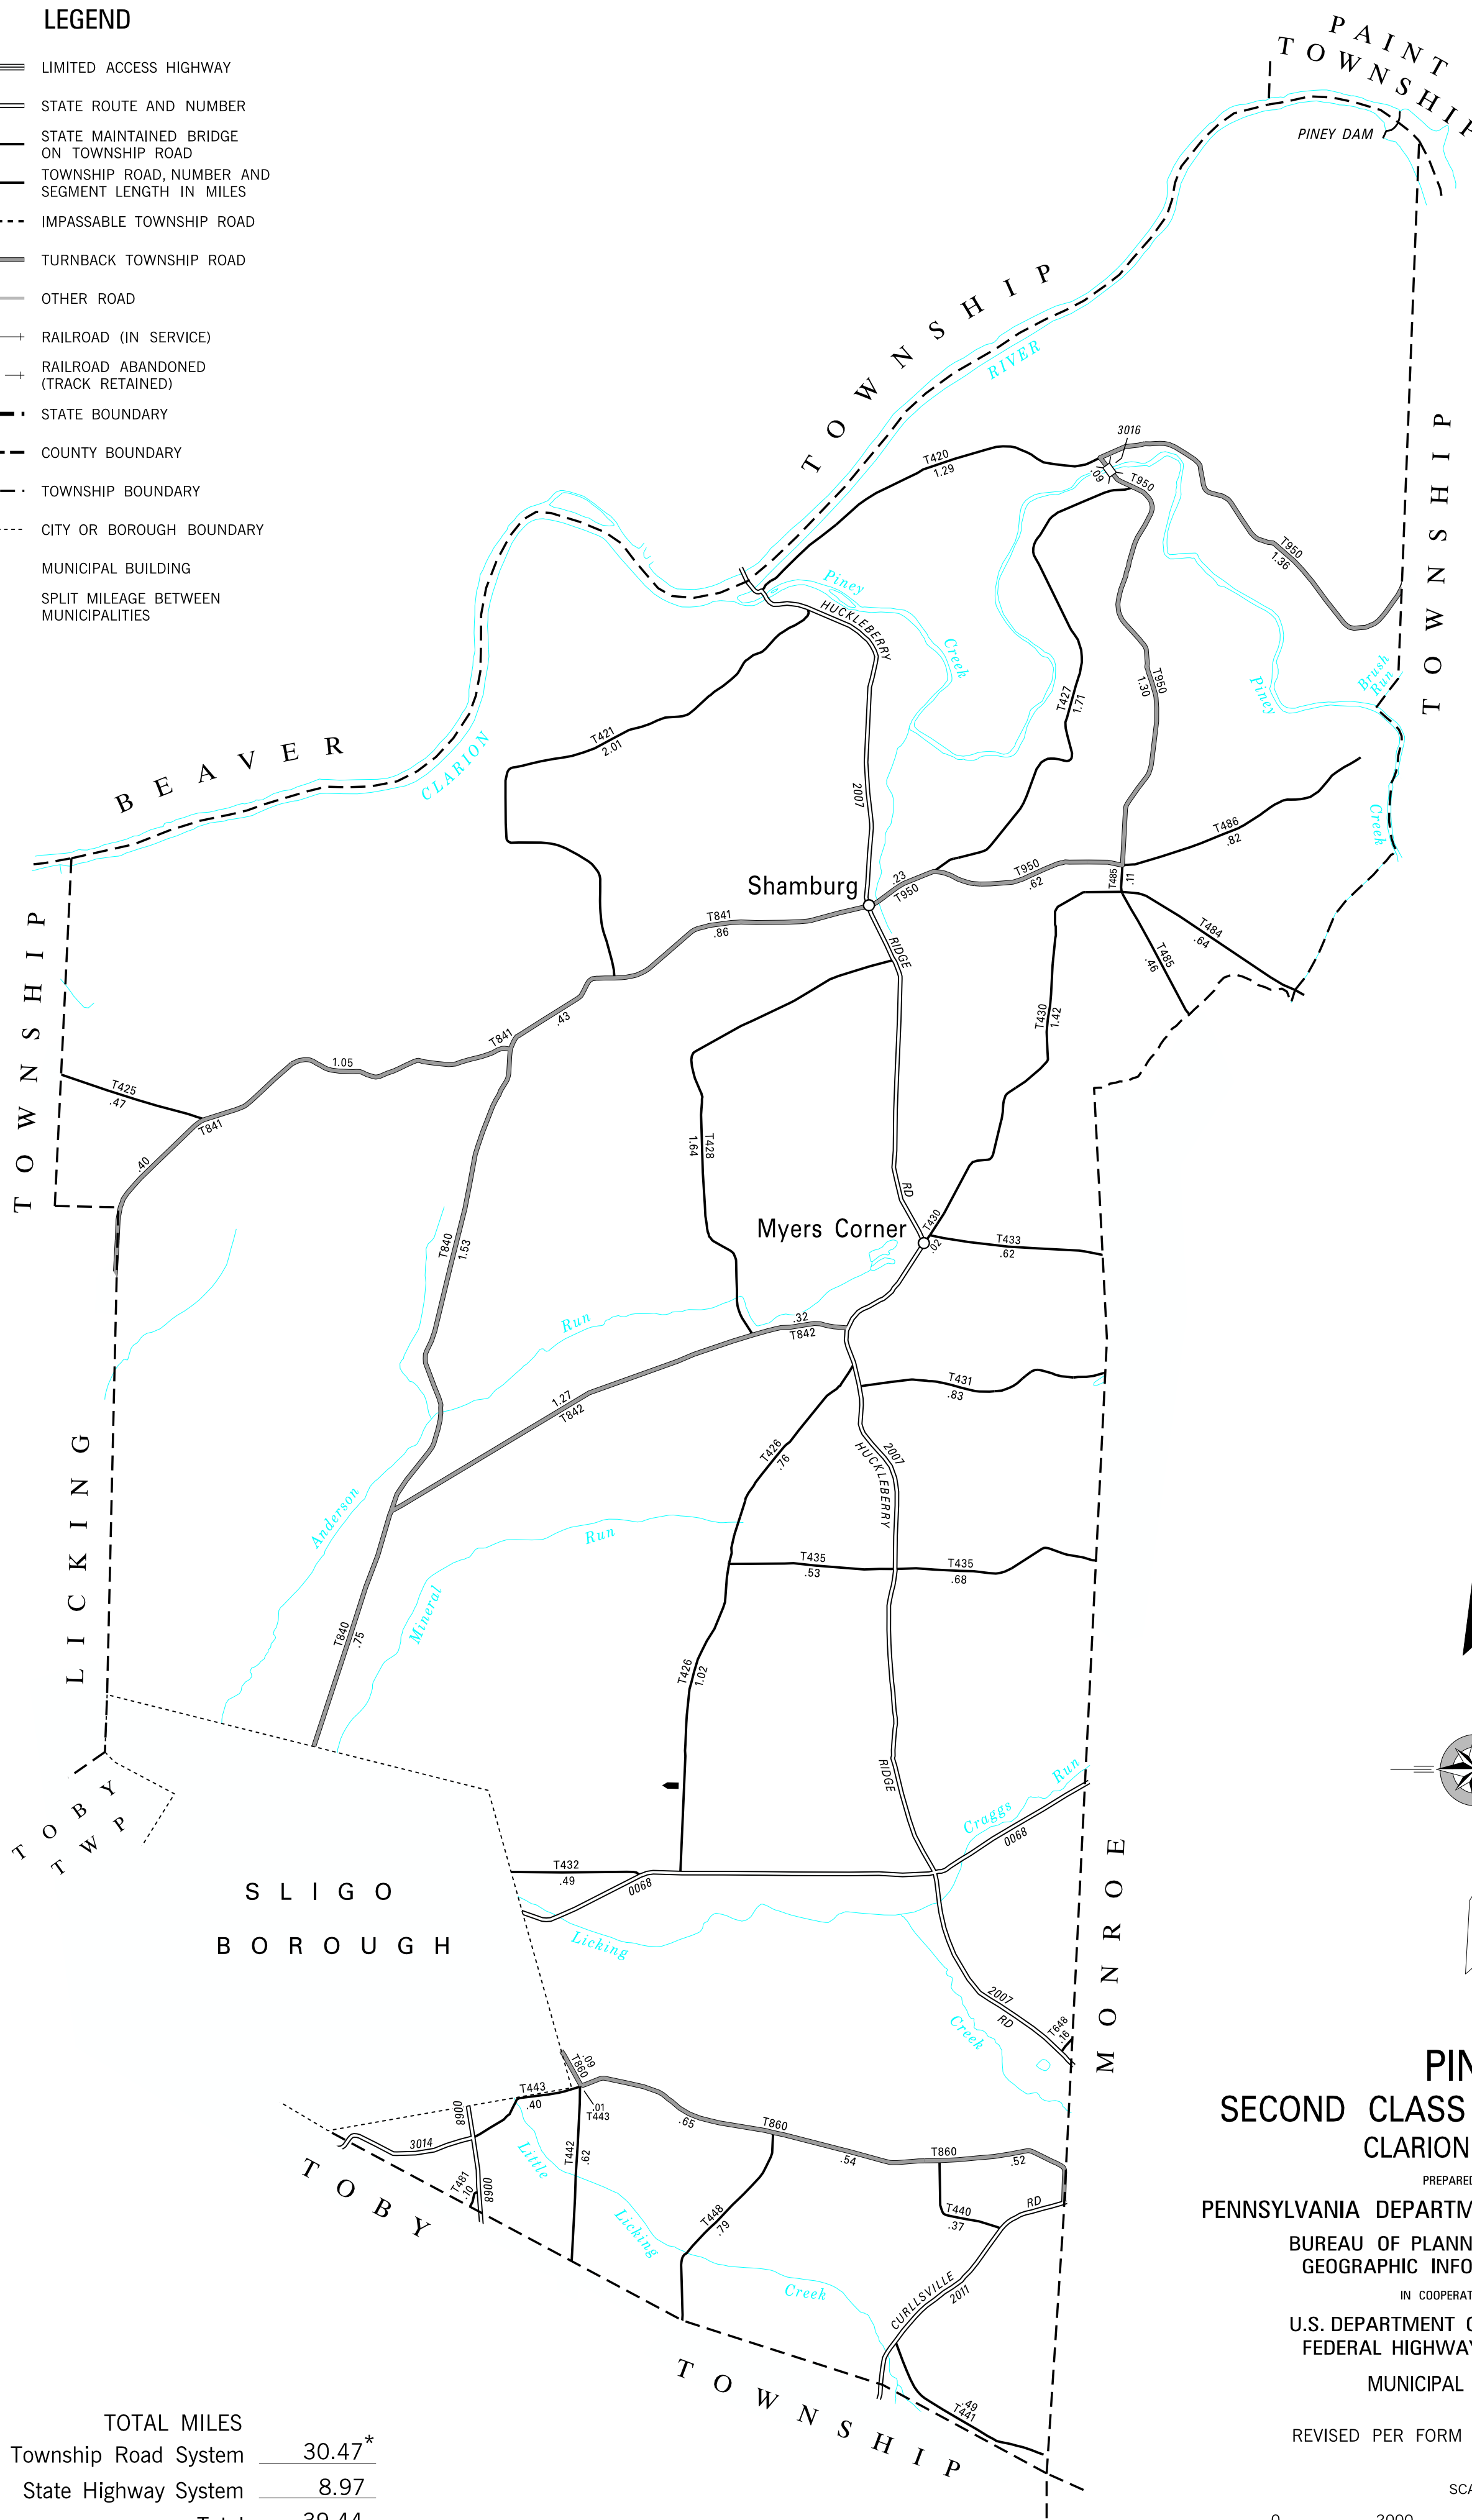 LEGEND
LIMITED ACCESS HIGHWAY
STATE ROUTE AND NUMBER
STATE MAINTAINED BRIDGE
ON TOWNSHIP ROAD
TOWNSHIP ROAD, NUMBER AND
SEGMENT LENGTH IN MILES
IMPASSABLE TOWNSHIP ROAD
TURNBACK TOWNSHIP ROAD
OTHER ROAD
RAILROAD (IN SERVICE)
RAILROAD ABANDONED
(TRACK RETAINED)
STATE BOUNDARY
COUNTY BOUNDARY
TOWNSHIP BOUNDARY
CITY OR BOROUGH BOUNDARY
MUNICIPAL BUILDING
SPLIT MILEAGE BETWEEN
MUNICIPALITIES
PAINT
TOWNSHIP
PINEY DAM
TOWNSHIP
RIVER
3016
T420
1.29
.09
T950
T950
1.36
TOWNSHIP
Piney
HUCKLEBERRY
Creek
T427
1.71
T950
1.30
Piney
Brush
Run
T421
2.01
BEAVER
CLARION
2007
Creek
T486
.82
Shamburg
.23
T950
T950
.62
T485
.11
T841
.86
T484
.64
T485
.46
RIDGE
TOWNSHIP
.43
T841
T430
1.42
1.05
T425
.47
T841
.40
T428
1.64
RD
Myers Corner
T430
.02
T433
.62
T840
1.53
Run
.32
T842
T431
.83
1.27
T842
2007
HUCKLEBERRY
T426
.76
LICKING
Anderson
Run
T435
.53
T435
.68
Mineral
T840
.75
T426
1.02
RIDGE
Run
Craggs
0068
TOBY
TWP
T432
.49
0068
SLIGO
BOROUGH
MONROE
Licking
2007
RD
Creek
T648
.16
.09
T860
T443
.40
.01
T443
0068
3014
T442
.62
.65
T860
.54
T860
.52
T481
.10
0068
Little
TOBY
Licking
T448
.79
T440
.37
RD
Creek
CURLLSVILLE
2011
.49
T441
TOWNSHIP
PIN
SECOND CLASS
CLARION
PREPARED
PENNSYLVANIA DEPARTM
BUREAU OF PLANN
GEOGRAPHIC INFO
IN COOPERAT
U.S. DEPARTMENT
FEDERAL HIGHWAY
MUNICIPAL
REVISED PER FORM
SCA
0 2000
TOTAL MILES
Township Road System 30.47*
State Highway System 8.97
Total 39.44